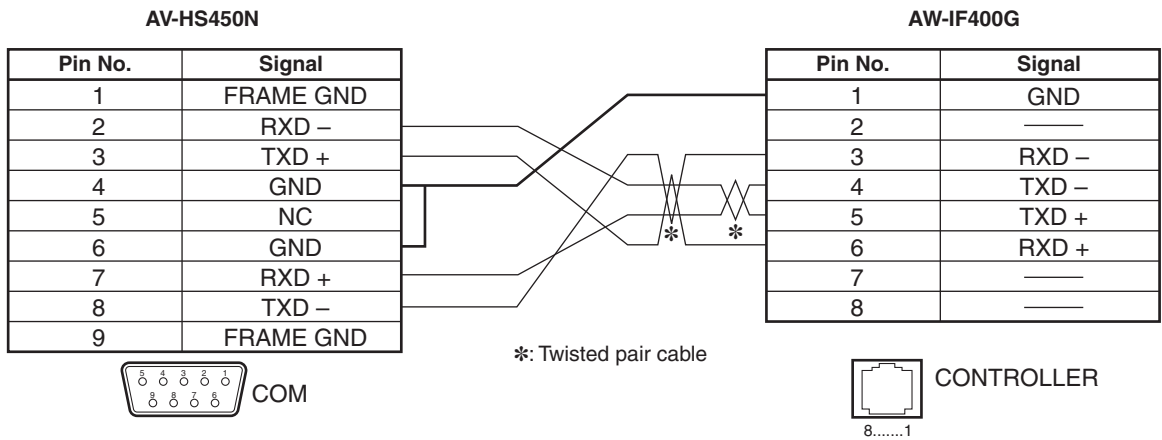 AV-HS450N
AW-IF400G
Pin No. Signal
1 FRAME GND
2 RXD –
3 TXD +
4 GND
5 NC
6 GND
7 RXD +
8 TXD –
9 FRAME GND
Pin No. Signal
1 GND
2 ——
3 RXD –
4 TXD –
5 TXD +
6 RXD +
7 ——
8 ——
✻ ✻
✻: Twisted pair cable
5 4 3 2 1
9 8 7 6
COM
CONTROLLER
8.......1